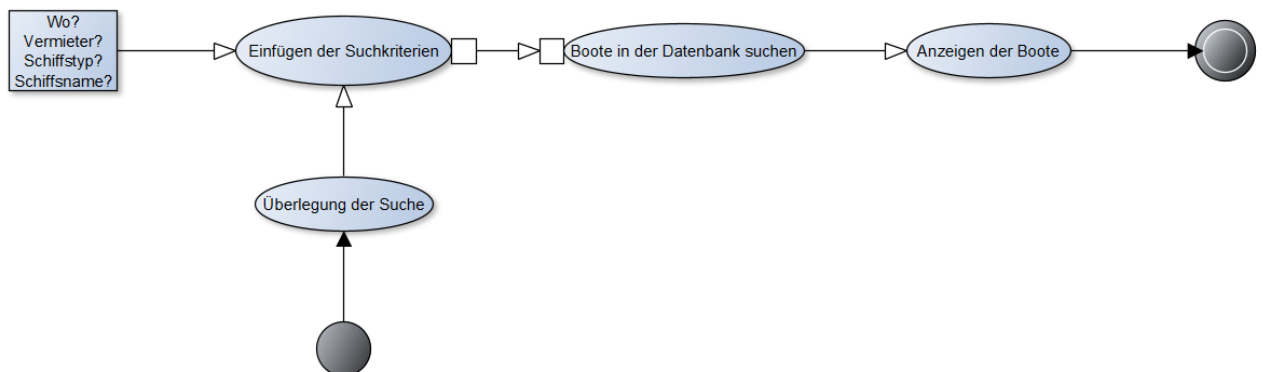 Wo?
Vermieter?
Schiffstyp?
Schiffsname?
Einfügen der Suchkriterien
Boote in der Datenbank suchen
Anzeigen der Boote
Überlegung der Suche